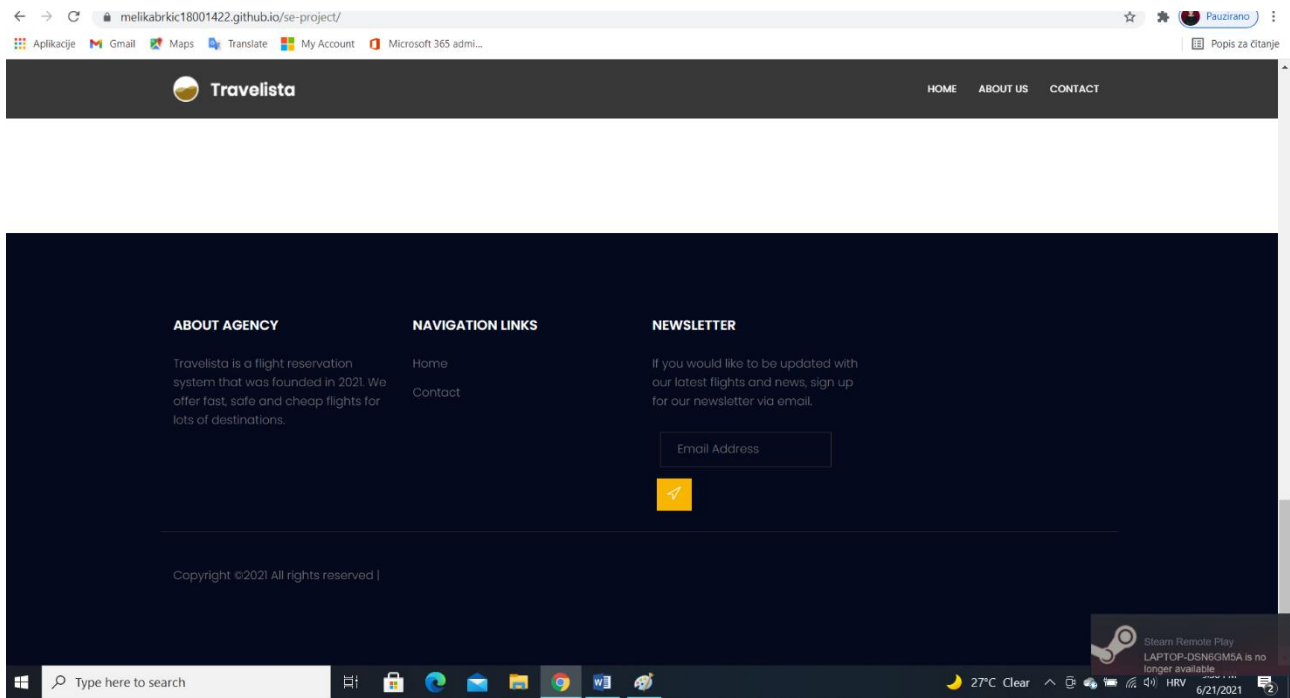 melikabrkic18001422.github.io/se-project/
Pauzirano
Aplikacije Gmail Maps Translate My Account Microsoft 365 admi...
Popis za čitanje
Travelista
HOME ABOUT US CONTACT
ABOUT AGENCY
Travelista is a flight reservation
system that was founded in 2021. We
offer fast, safe and cheap flights for
lots of destinations.
NAVIGATION LINKS
Home
Contact
NEWSLETTER
If you would like to be updated with
our latest flights and news, sign up
for our newsletter via email.
Email Address
Copyright ©2021 All rights reserved |
Steam Remote Play
LAPTOP-DSN6GM5A is no
longer available
Type here to search
27°C Clear
HRV
6/21/2021
2